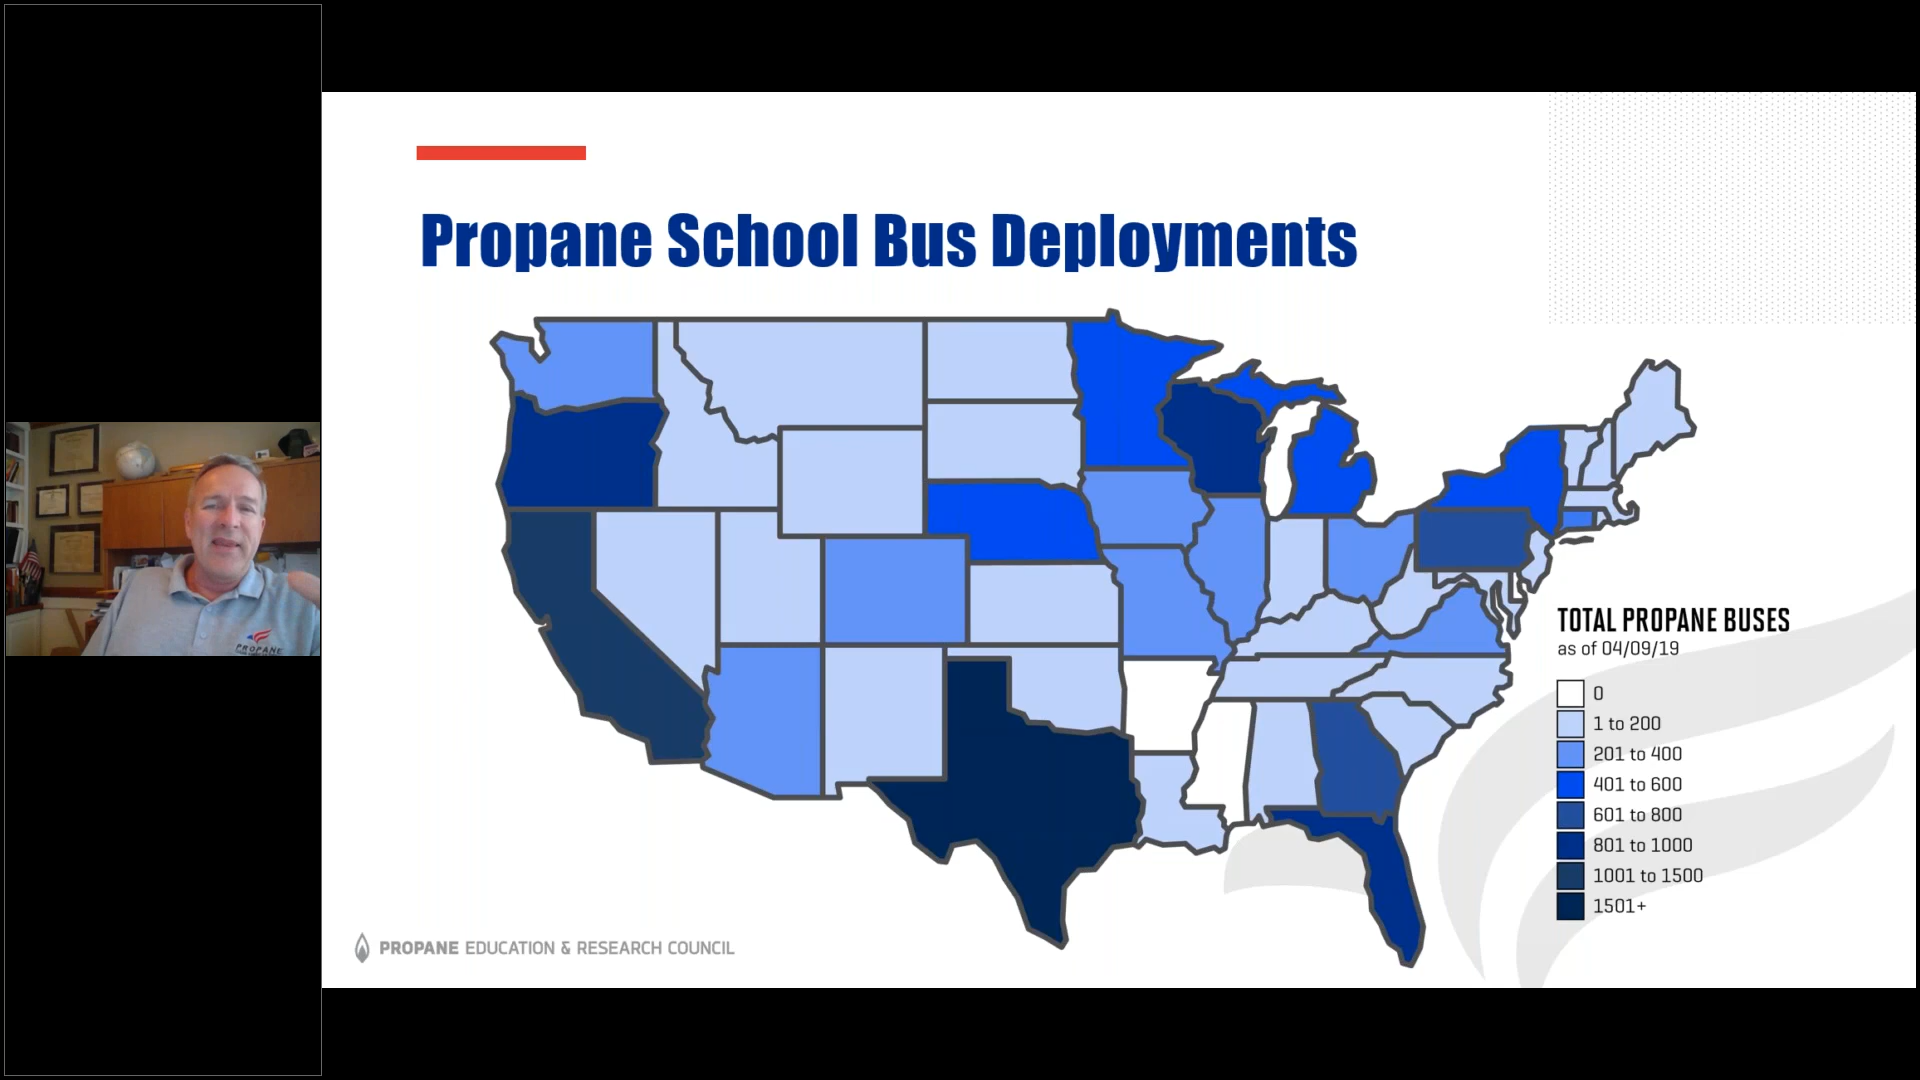 Propane School Bus Deployments
TOTAL PROPANE BUSES
as of 04/09/19
0
1 to 200
201 to 400
401 to 600
601 to 800
801 to 1000
1001 to 1500
1501+
PROPANE EDUCATION & RESEARCH COUNCIL
PROPANE